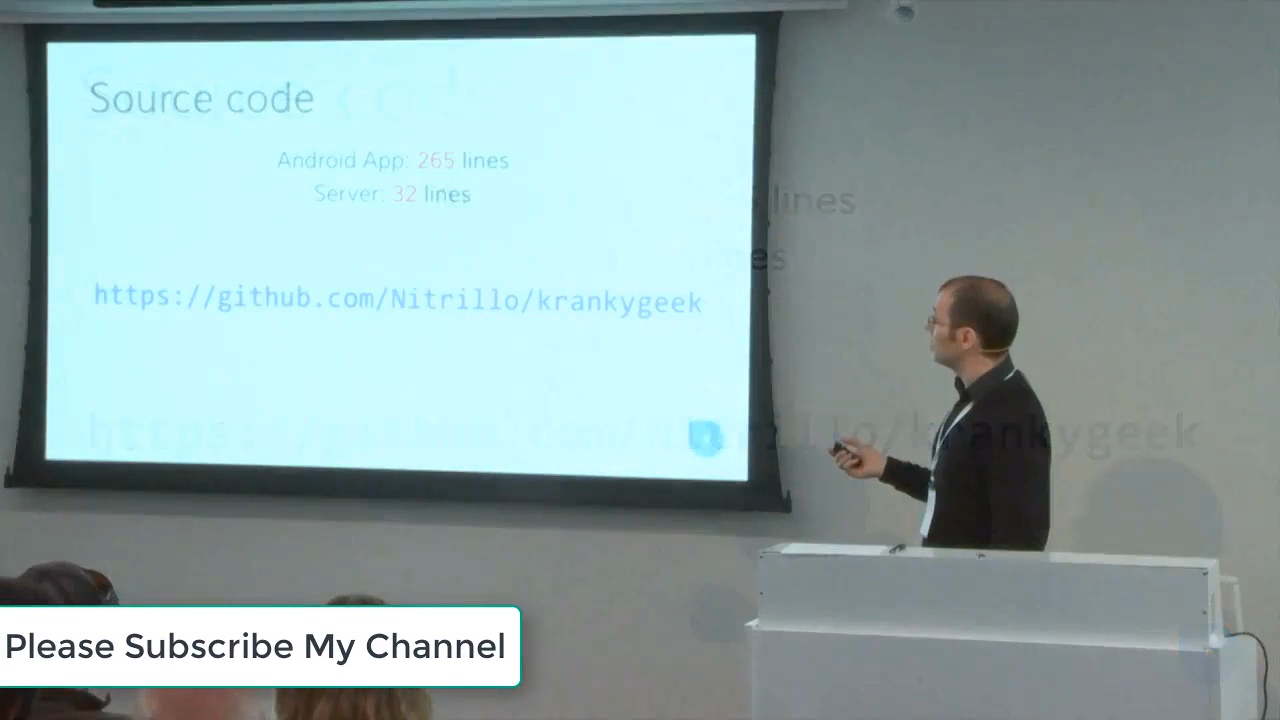 Source code
Android App: 265 lines
Server: 32 lines
https://github.com/Nitrillo/krankygeek
Please Subscribe My Channel